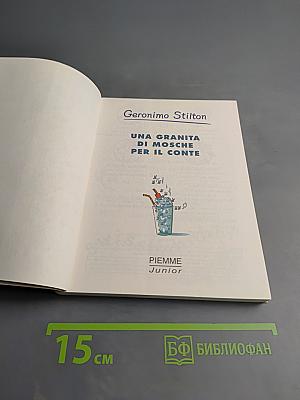 Geronimo Stilton
UNA GRANITA
DI MOSCHE
PER IL CONTE
PIEMME
Junior
15 см
БФ БИБЛИОФАН